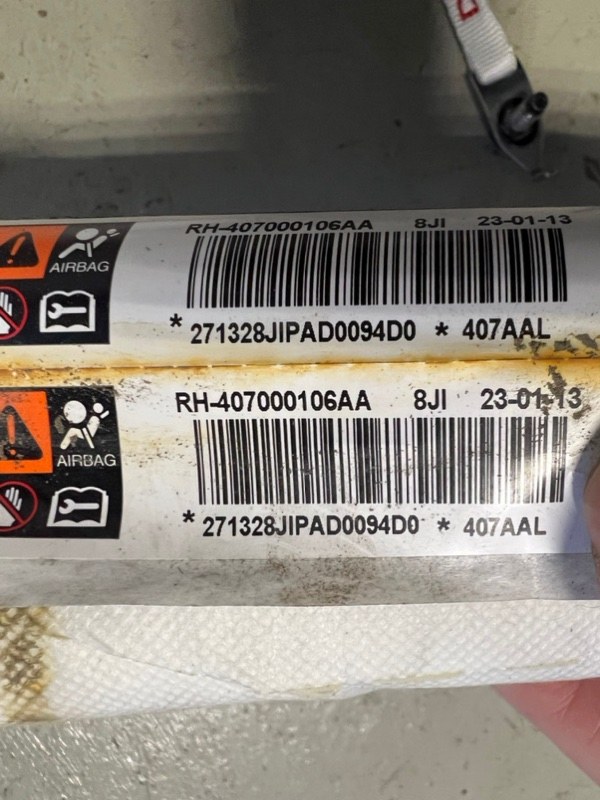 RH-407000106AA 8JI 23-01-13
AIRBAG
* 271328JIPAD0094D0 * 407AAL
RH-407000106AA 8JI 23-01-13
AIRBAG
* 271328JIPAD0094D0 * 407AAL